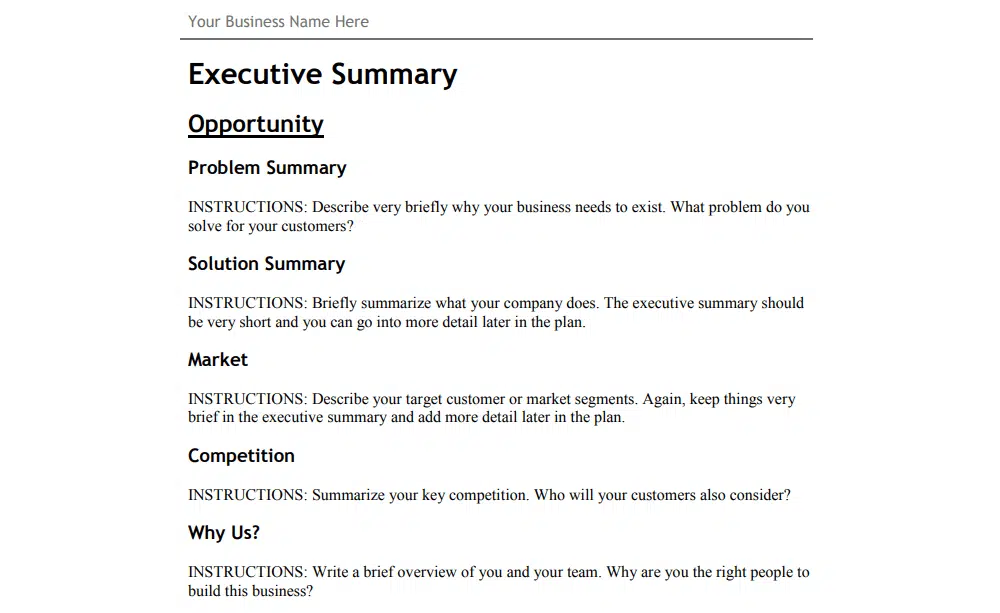 Your Business Name Here
Executive Summary
Opportunity
Problem Summary
INSTRUCTIONS: Describe very briefly why your business needs to exist. What problem do you
solve for your customers?
Solution Summary
INSTRUCTIONS: Briefly summarize what your company does. The executive summary should
be very short and you can go into more detail later in the plan.
Market
INSTRUCTIONS: Describe your target customer or market segments. Again, keep things very
brief in the executive summary and add more detail later in the plan.
Competition
INSTRUCTIONS: Summarize your key competition. Who will your customers also consider?
Why Us?
INSTRUCTIONS: Write a brief overview of you and your team. Why are you the right people to
build this business?